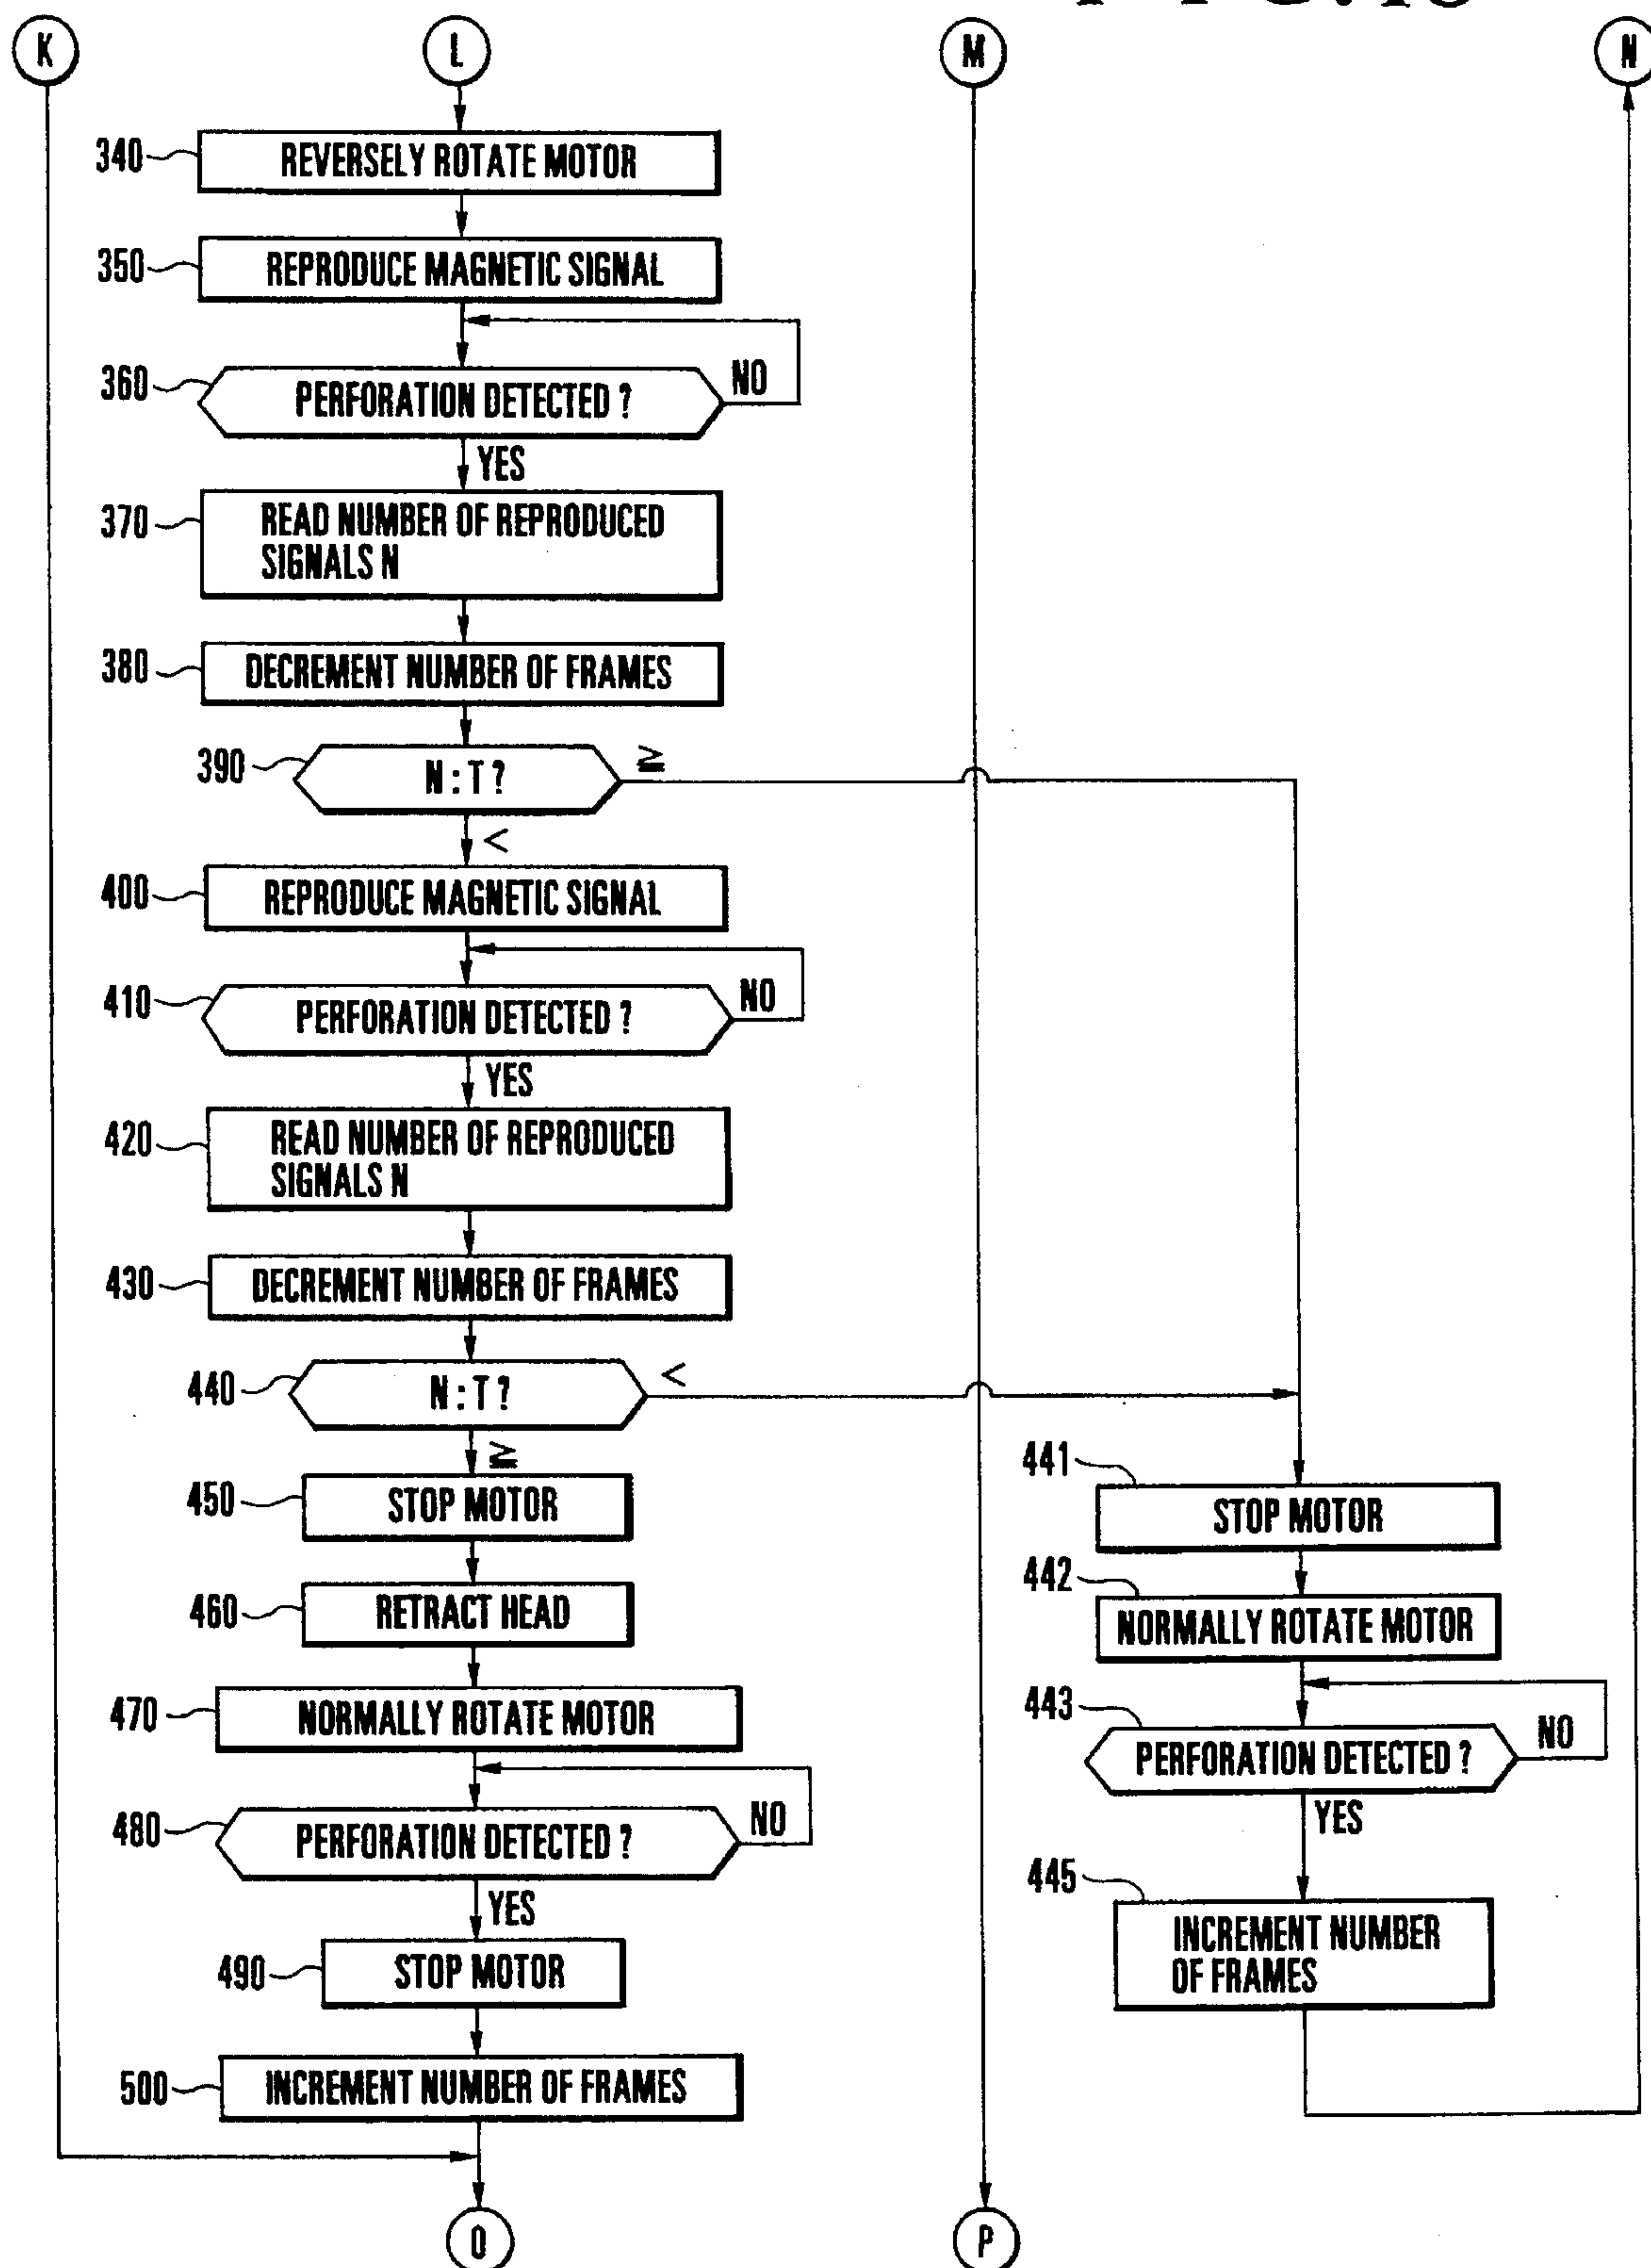 K
L
M
N
340
REVERSELY ROTATE MOTOR
350
REPRODUCE MAGNETIC SIGNAL
360
PERFORATION DETECTED ?
NO
YES
370
READ NUMBER OF REPRODUCED
SIGNALS N
380
DECREMENT NUMBER OF FRAMES
390
N : T ?
≧
<
400
REPRODUCE MAGNETIC SIGNAL
410
PERFORATION DETECTED ?
NO
YES
420
READ NUMBER OF REPRODUCED
SIGNALS N
430
DECREMENT NUMBER OF FRAMES
440
N : T ?
<
≧
450
STOP MOTOR
460
RETRACT HEAD
470
NORMALLY ROTATE MOTOR
480
PERFORATION DETECTED ?
NO
YES
490
STOP MOTOR
500
INCREMENT NUMBER OF FRAMES
441
STOP MOTOR
442
NORMALLY ROTATE MOTOR
443
PERFORATION DETECTED ?
NO
YES
445
INCREMENT NUMBER
OF FRAMES
O
P